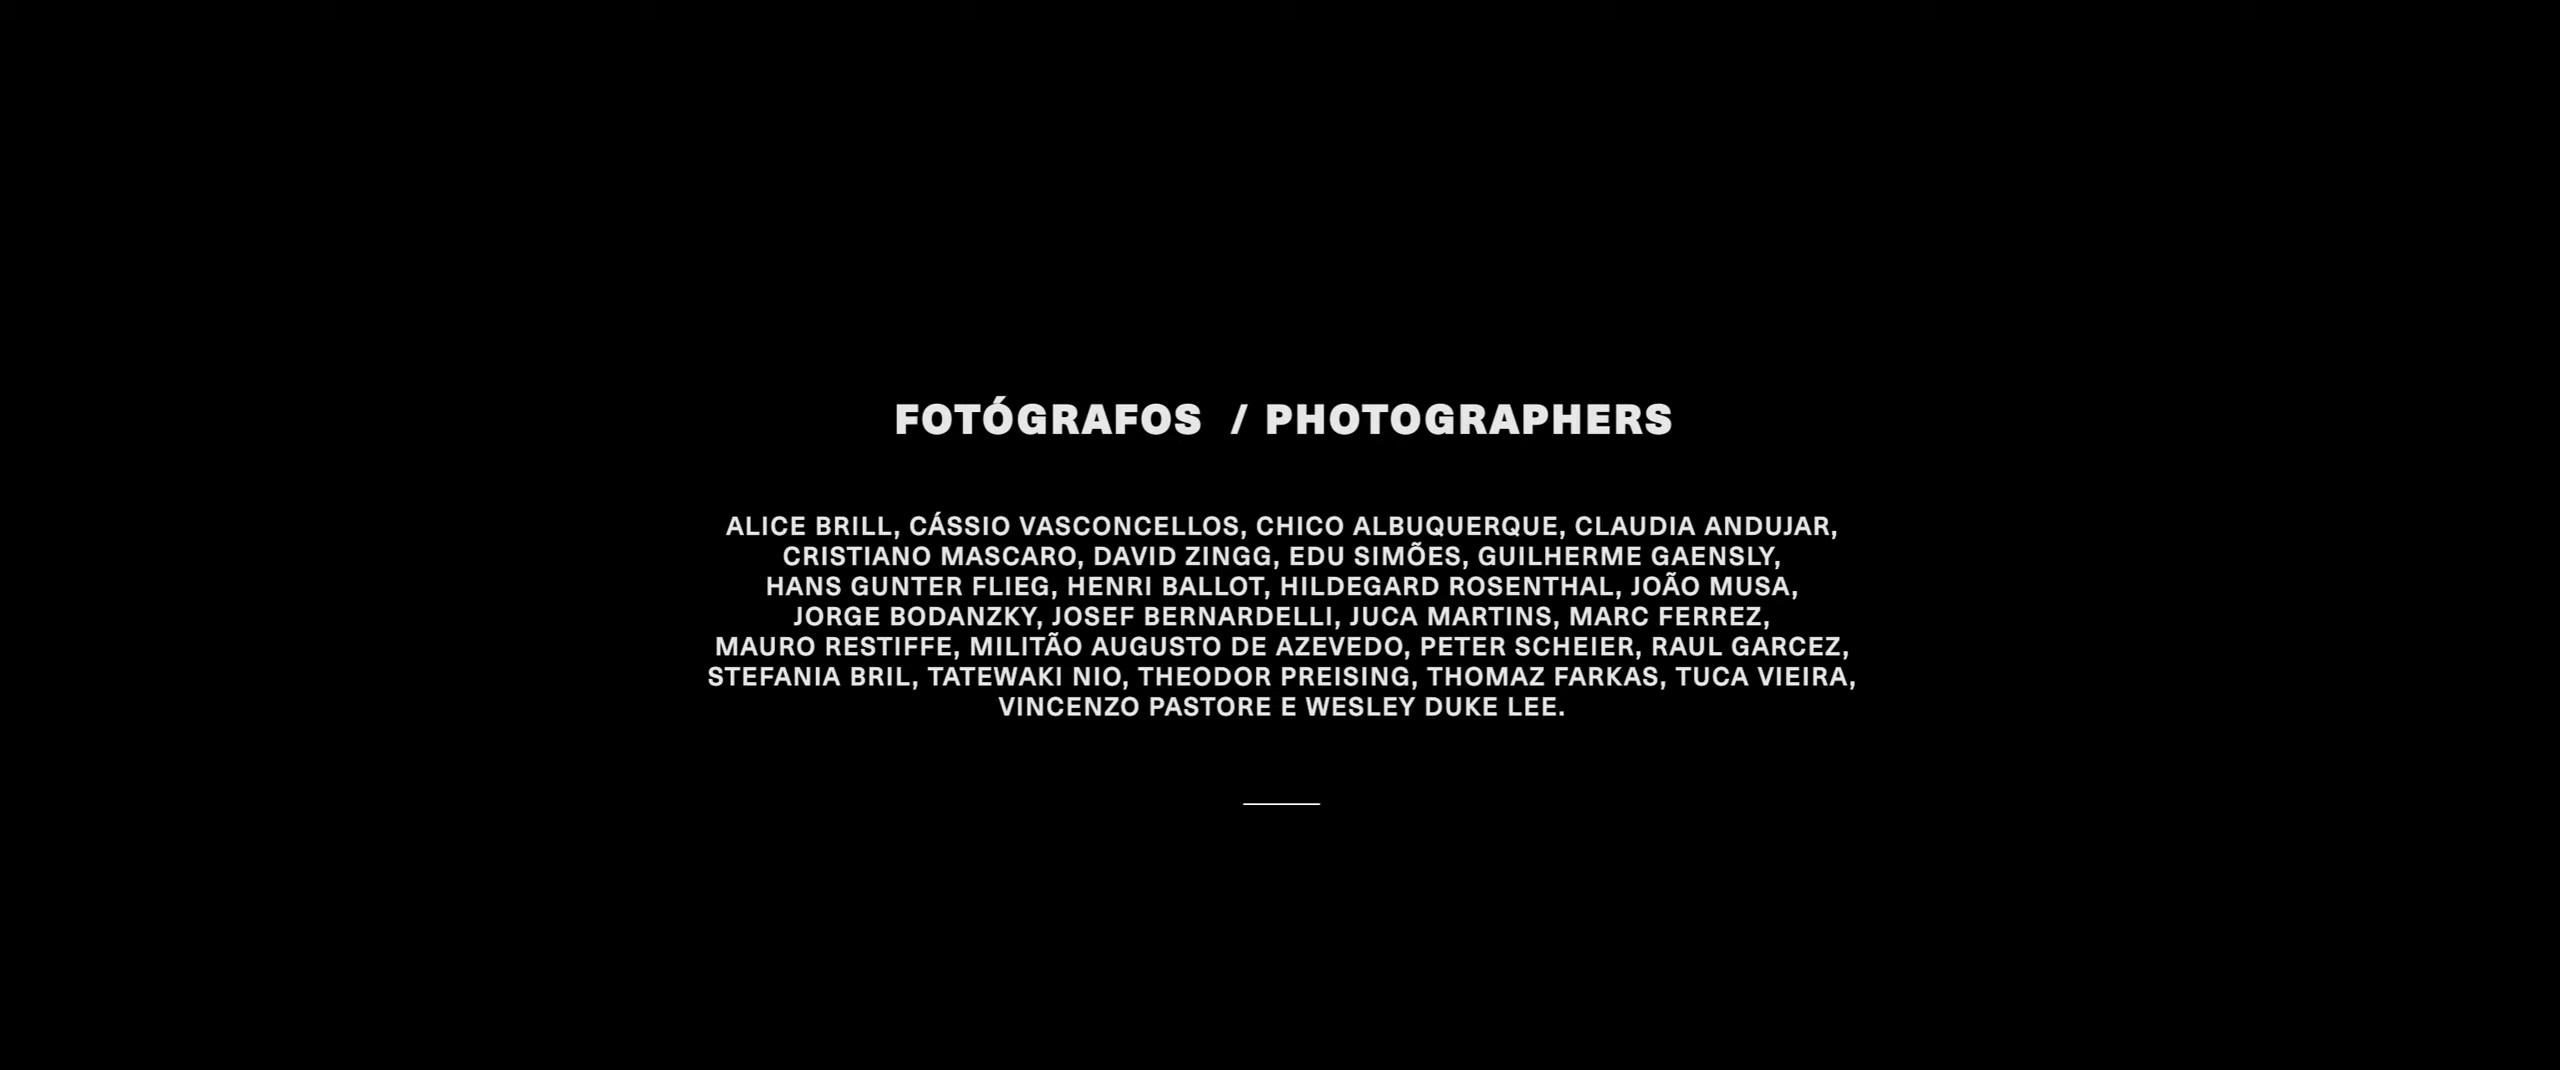 FOTÓGRAFOS / PHOTOGRAPHERS
ALICE BRILL, CÁSSIO VASCONCELLOS, CHICO ALBUQUERQUE, CLAUDIA ANDUJAR,
CRISTIANO MASCARO, DAVID ZINGG, EDU SIMÕES, GUILHERME GAENSLY,
HANS GUNTER FLIEG, HENRI BALLOT, HILDEGARD ROSENTHAL, JOÃO MUSA,
JORGE BODANZKY, JOSEF BERNARDELLI, JUCA MARTINS, MARC FERREZ,
MAURO RESTIFFE, MILITÃO AUGUSTO DE AZEVEDO, PETER SCHEIER, RAUL GARCEZ,
STEFANIA BRIL, TATEWAKI NIO, THEODOR PREISING, THOMAZ FARKAS, TUCA VIEIRA,
VINCENZO PASTORE E WESLEY DUKE LEE.